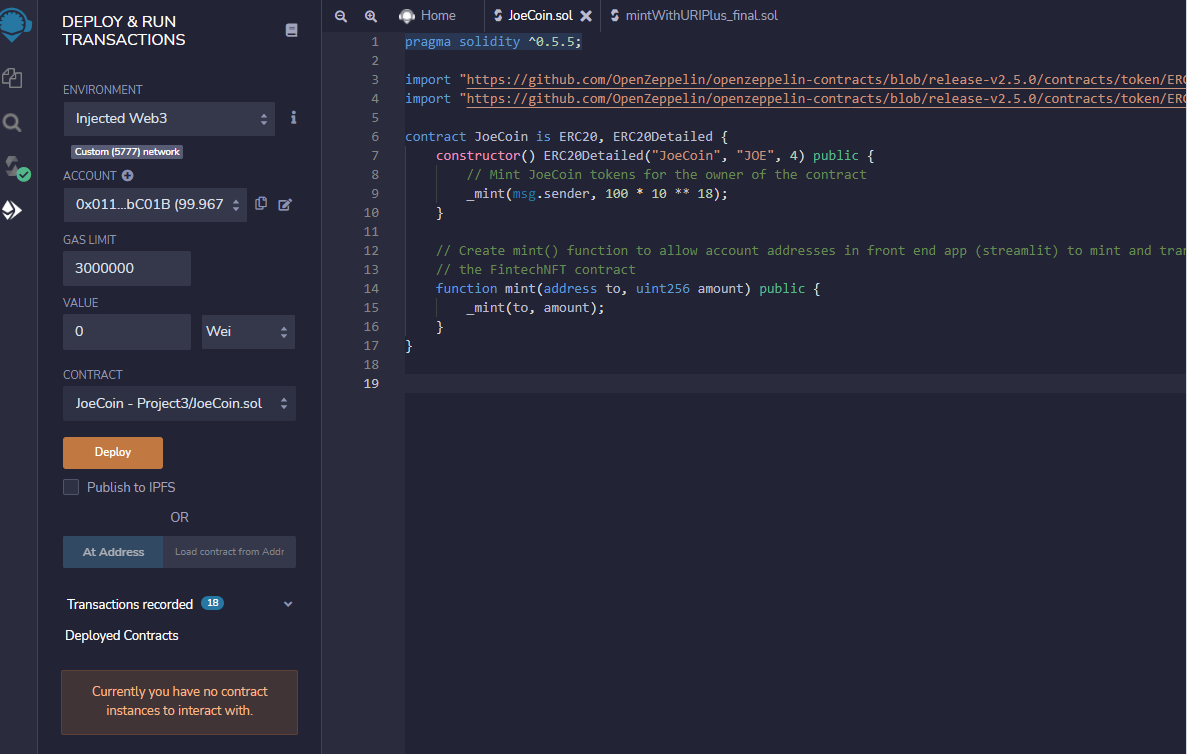 DEPLOY & RUN
TRANSACTIONS
ENVIRONMENT
Injected Web3
i
Custom (5777) network
ACCOUNT
0x011...bC01B (99.967
GAS LIMIT
3000000
VALUE
0
Wei
CONTRACT
JoeCoin - Project3/JoeCoin.sol
Deploy
Publish to IPFS
OR
At Address
Load contract from Addr
Transactions recorded 18
Deployed Contracts
Currently you have no contract
instances to interact with.
Home
JoeCoin.sol
mintWithURIPlus_final.sol
1 pragma solidity ^0.5.5;
2
3 import "https://github.com/OpenZeppelin/openzeppelin-contracts/blob/release-v2.5.0/contracts/token/ERC
4 import "https://github.com/OpenZeppelin/openzeppelin-contracts/blob/release-v2.5.0/contracts/token/ERC
5
6 contract JoeCoin is ERC20, ERC20Detailed {
7 constructor() ERC20Detailed("JoeCoin", "JOE", 4) public {
8 // Mint JoeCoin tokens for the owner of the contract
9 _mint(msg.sender, 100 * 10 ** 18);
10 }
11
12 // Create mint() function to allow account addresses in front end app (streamlit) to mint and tran
13 // the FintechNFT contract
14 function mint(address to, uint256 amount) public {
15 _mint(to, amount);
16 }
17 }
18
19